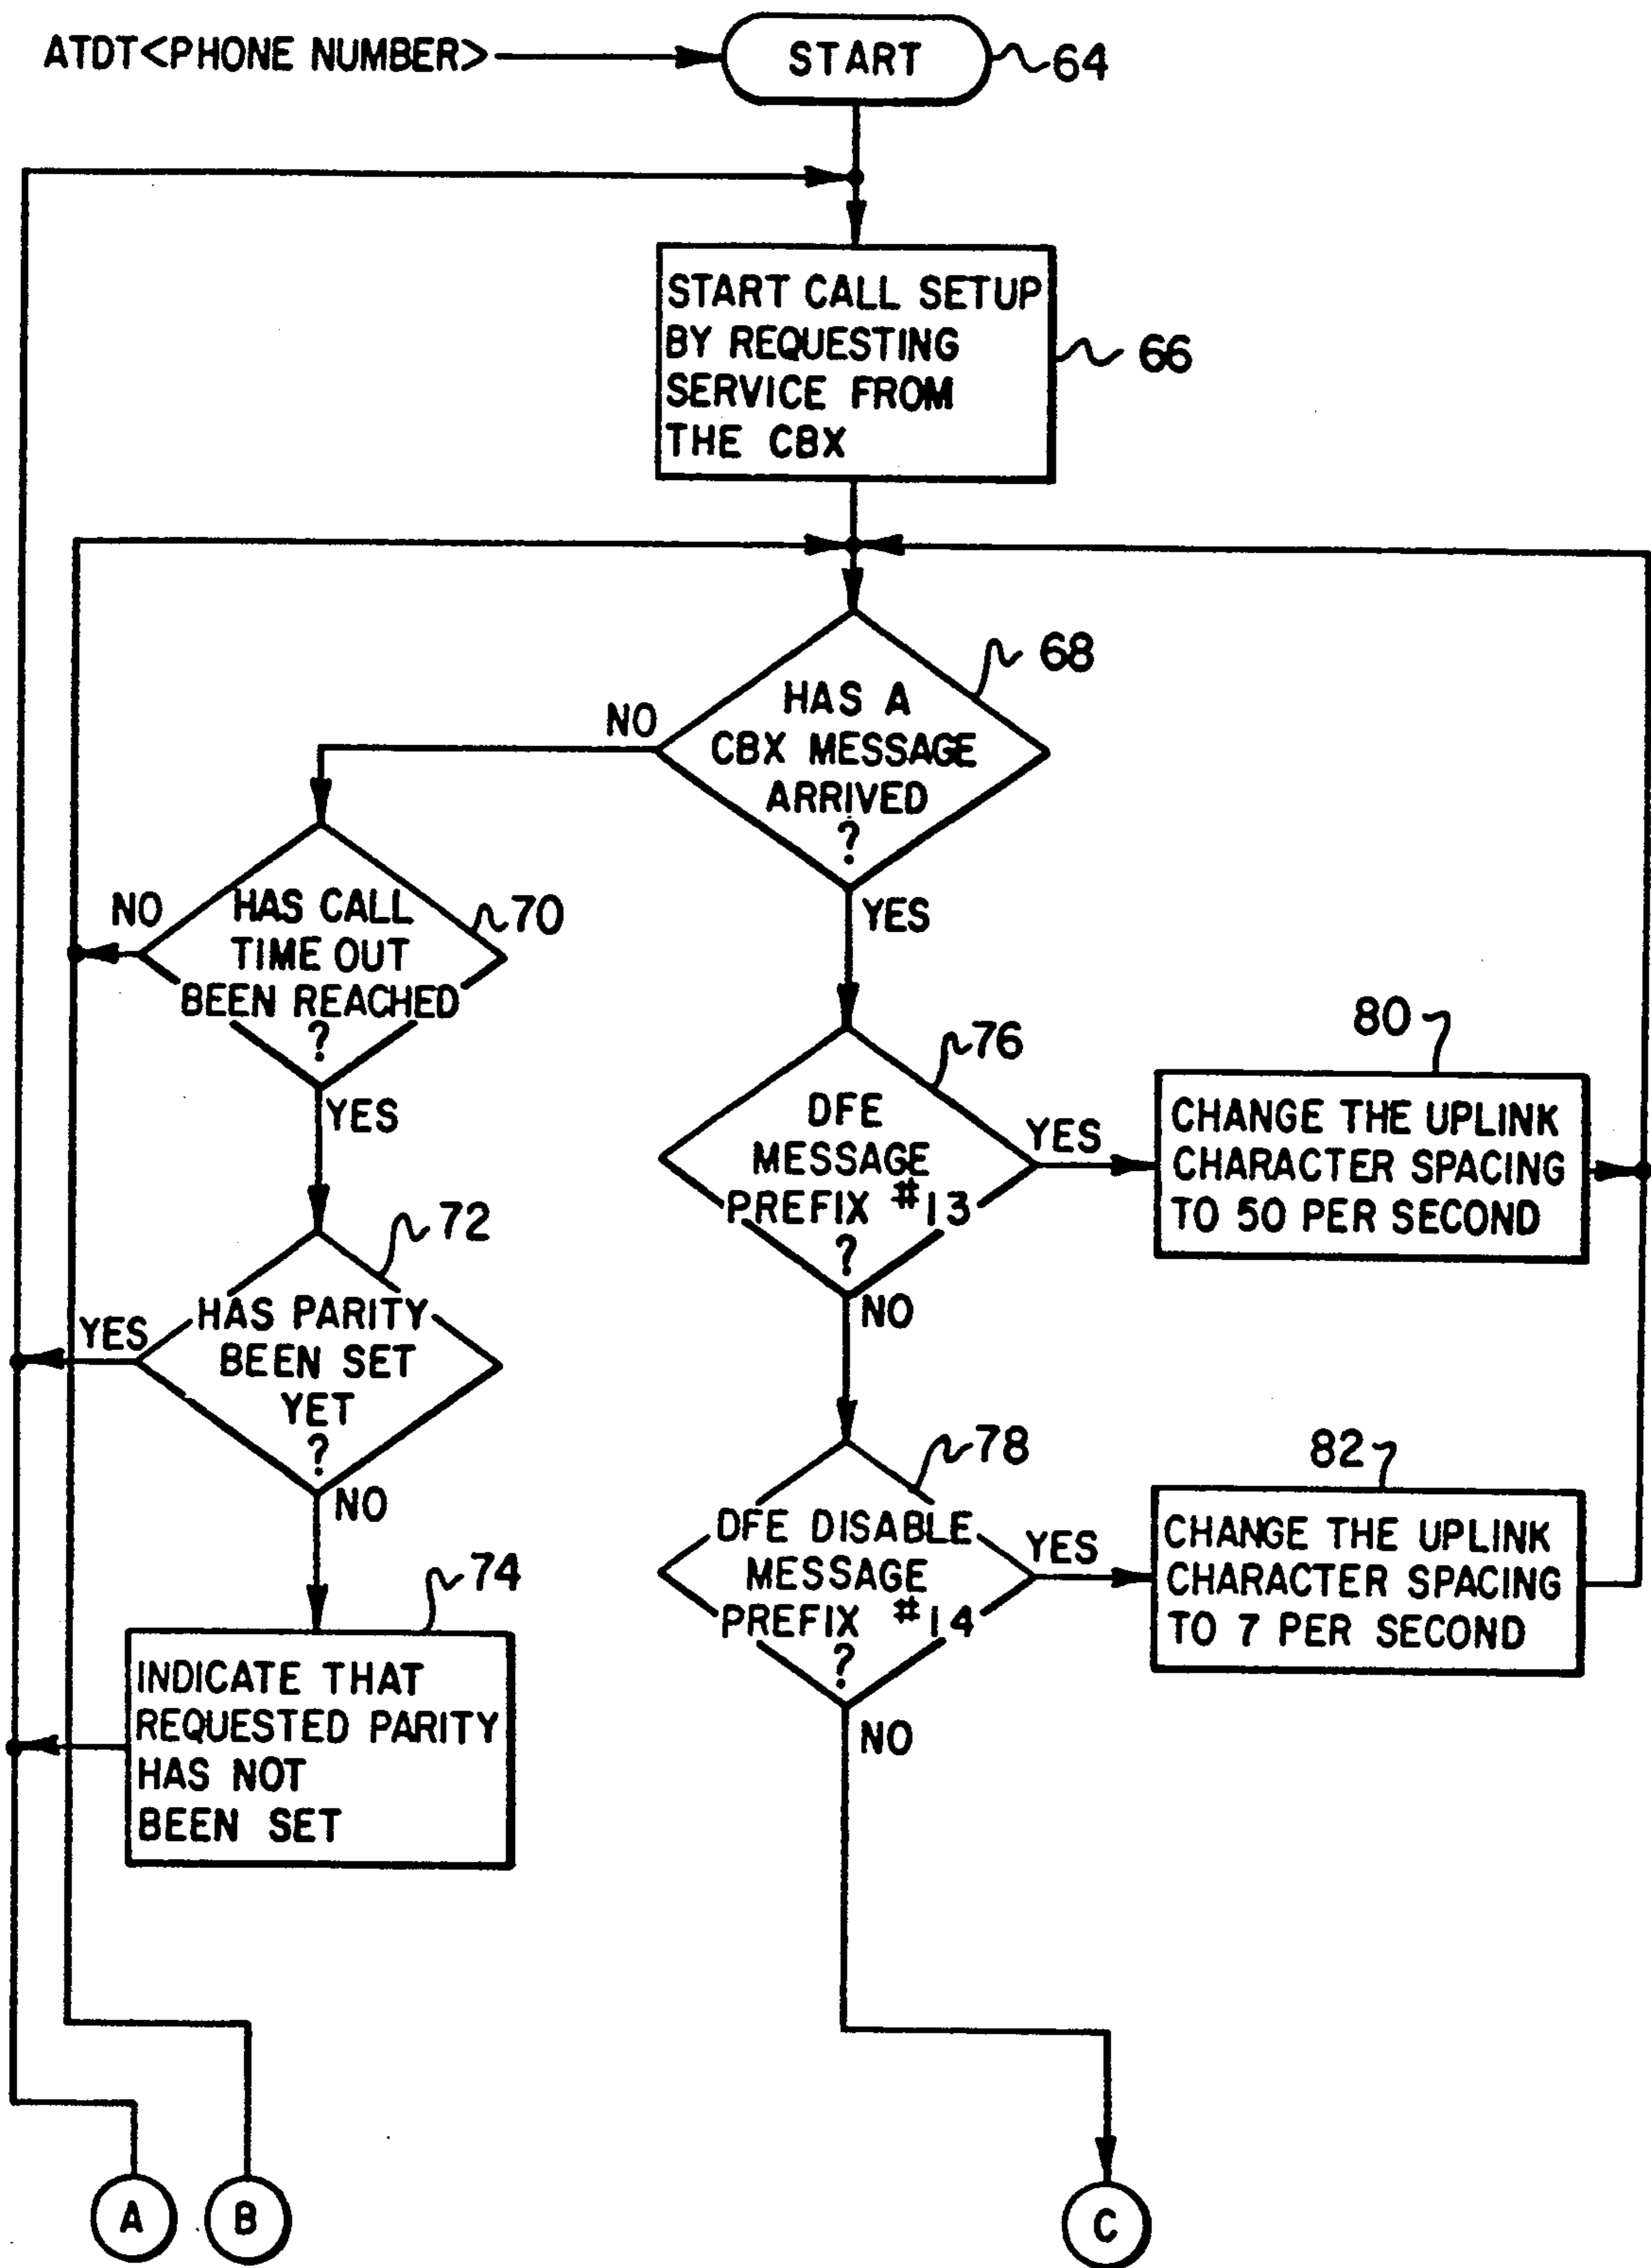 ATDT<PHONE NUMBER>
START
64
START CALL SETUP
BY REQUESTING
SERVICE FROM
THE CBX
66
68
HAS A
CBX MESSAGE
ARRIVED
?
NO
YES
NO
HAS CALL
TIME OUT
BEEN REACHED
?
70
YES
76
DFE
MESSAGE
PREFIX #13
?
YES
NO
80
CHANGE THE UPLINK
CHARACTER SPACING
TO 50 PER SECOND
72
YES
HAS PARITY
BEEN SET
YET
?
NO
78
DFE DISABLE
MESSAGE
PREFIX #14
?
YES
NO
82
CHANGE THE UPLINK
CHARACTER SPACING
TO 7 PER SECOND
74
INDICATE THAT
REQUESTED PARITY
HAS NOT
BEEN SET
A
B
C